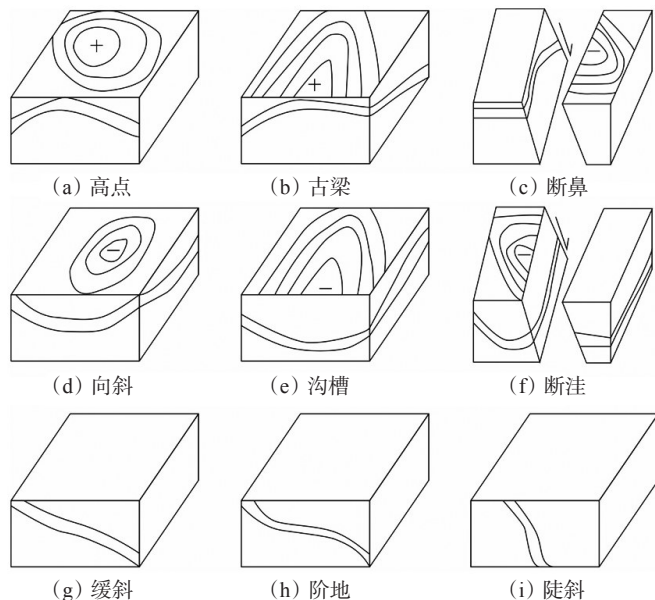 +
+
−
(a) 高点
(b) 古梁
(c) 断鼻
−
−
−
(d) 向斜
(e) 沟槽
(f) 断洼
(g) 缓斜
(h) 阶地
(i) 陡斜